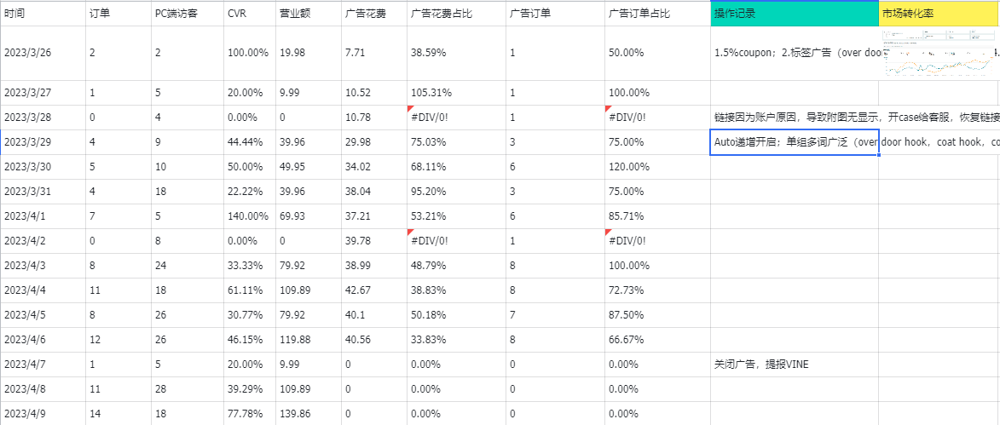 时间 订单 PC端访客 CVR 营业额 广告花费 广告花费占比 广告订单 广告订单占比 操作记录 市场转化率
2023/3/26 2 2 100.00% 19.98 7.71 38.59% 1 50.00% 1.5%coupon；2.标签广告（over doo 4.
2023/3/27 1 5 20.00% 9.99 10.52 105.31% 1 100.00%
2023/3/28 0 4 0.00% 0 10.78 #DIV/0! 1 #DIV/0! 链接因为账户原因，导致附图无显示，开case给客服，恢复链接
2023/3/29 4 9 44.44% 39.96 29.98 75.03% 3 75.00% Auto递增开启；单组多词广泛（over door hook，coat hook，co
2023/3/30 5 10 50.00% 49.95 34.02 68.11% 6 120.00%
2023/3/31 4 18 22.22% 39.96 38.04 95.20% 3 75.00%
2023/4/1 7 5 140.00% 69.93 37.21 53.21% 6 85.71%
2023/4/2 0 8 0.00% 0 39.78 #DIV/0! 1 #DIV/0!
2023/4/3 8 24 33.33% 79.92 38.99 48.79% 8 100.00%
2023/4/4 11 18 61.11% 109.89 42.67 38.83% 8 72.73%
2023/4/5 8 26 30.77% 79.92 40.1 50.18% 7 87.50%
2023/4/6 12 26 46.15% 119.88 40.56 33.83% 8 66.67%
2023/4/7 1 5 20.00% 9.99 0 0.00% 0 0.00% 关闭广告，提报VINE
2023/4/8 11 28 39.29% 109.89 0 0.00% 0 0.00%
2023/4/9 14 18 77.78% 139.86 0 0.00% 0 0.00%